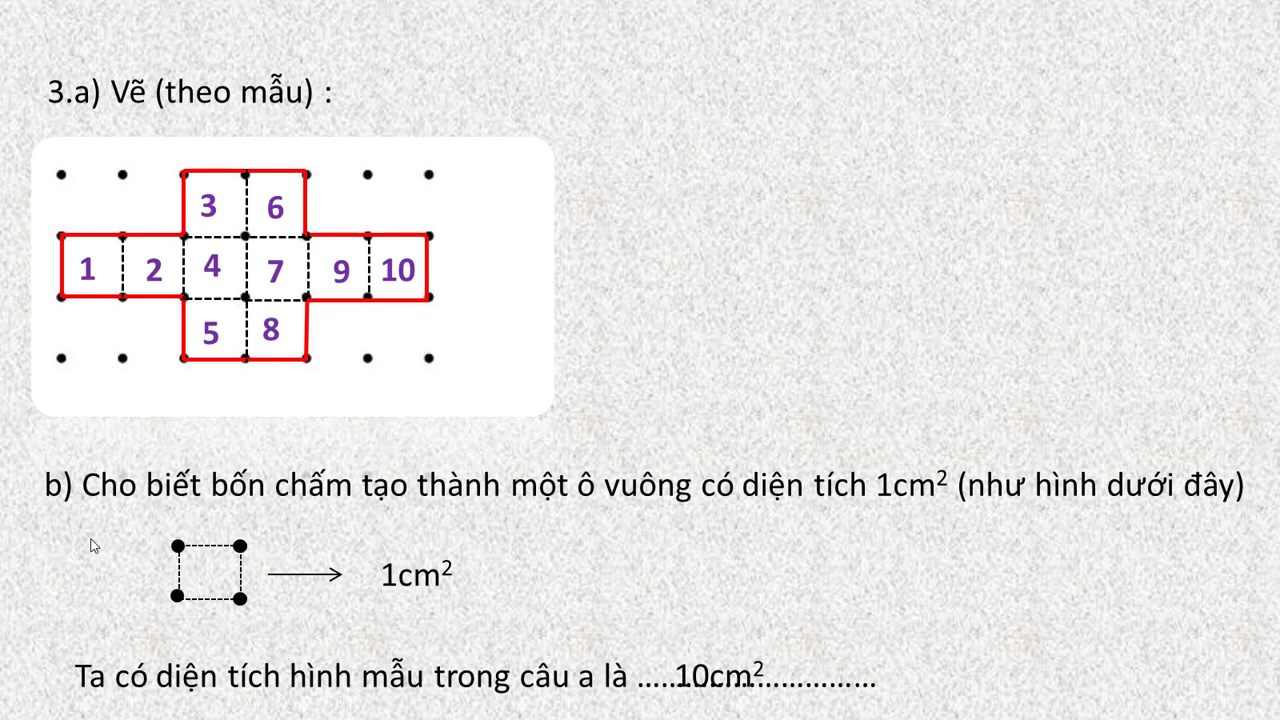 3.a) Vẽ (theo mẫu) :
3 6
1 2 4 7 9 10
5 8
b) Cho biết bốn chấm tạo thành một ô vuông có diện tích 1cm² (như hình dưới đây)
1cm²
Ta có diện tích hình mẫu trong câu a là ......10cm²......................